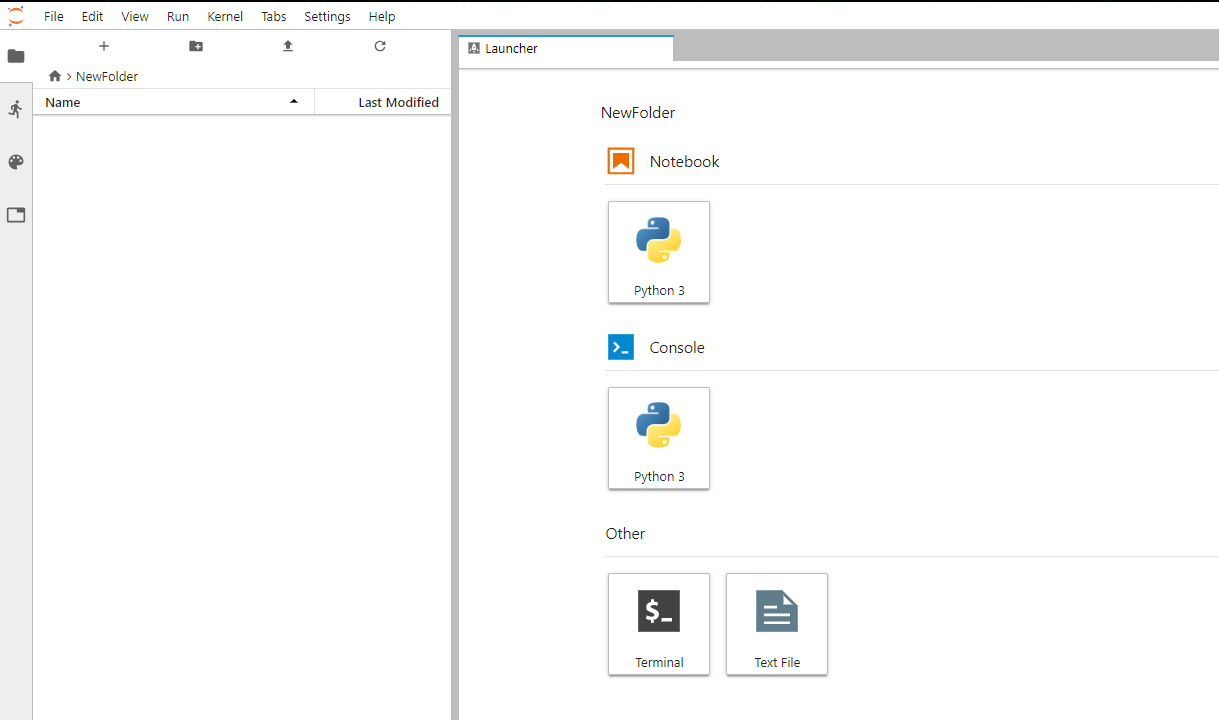 File Edit View Run Kernel Tabs Settings Help
NewFolder
Name Last Modified
Launcher
NewFolder
Notebook
Python 3
Console
Python 3
Other
Terminal Text File